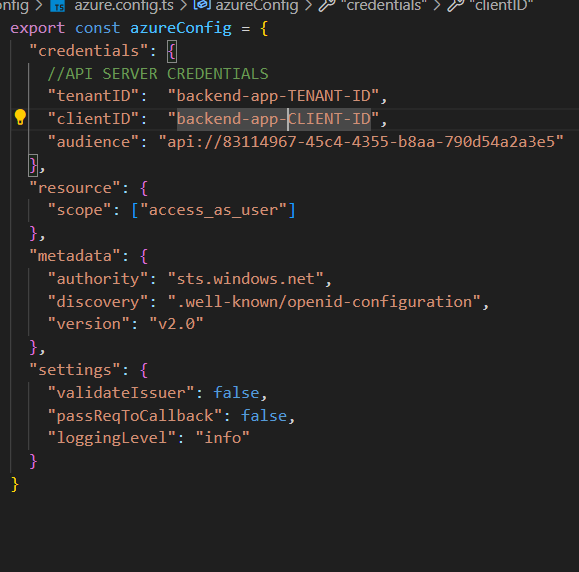 onfig > TS azure.config.ts > azureConfig > "credentials" > "clientID"
export const azureConfig = {
"credentials": {
//API SERVER CREDENTIALS
"tenantID":  "backend-app-TENANT-ID",
"clientID":  "backend-app-CLIENT-ID",
"audience": "api://83114967-45c4-4355-b8aa-790d54a2a3e5"
},
"resource": {
"scope": ["access_as_user"]
},
"metadata": {
"authority": "sts.windows.net",
"discovery": ".well-known/openid-configuration",
"version": "v2.0"
},
"settings": {
"validateIssuer": false,
"passReqToCallback": false,
"loggingLevel": "info"
}
}